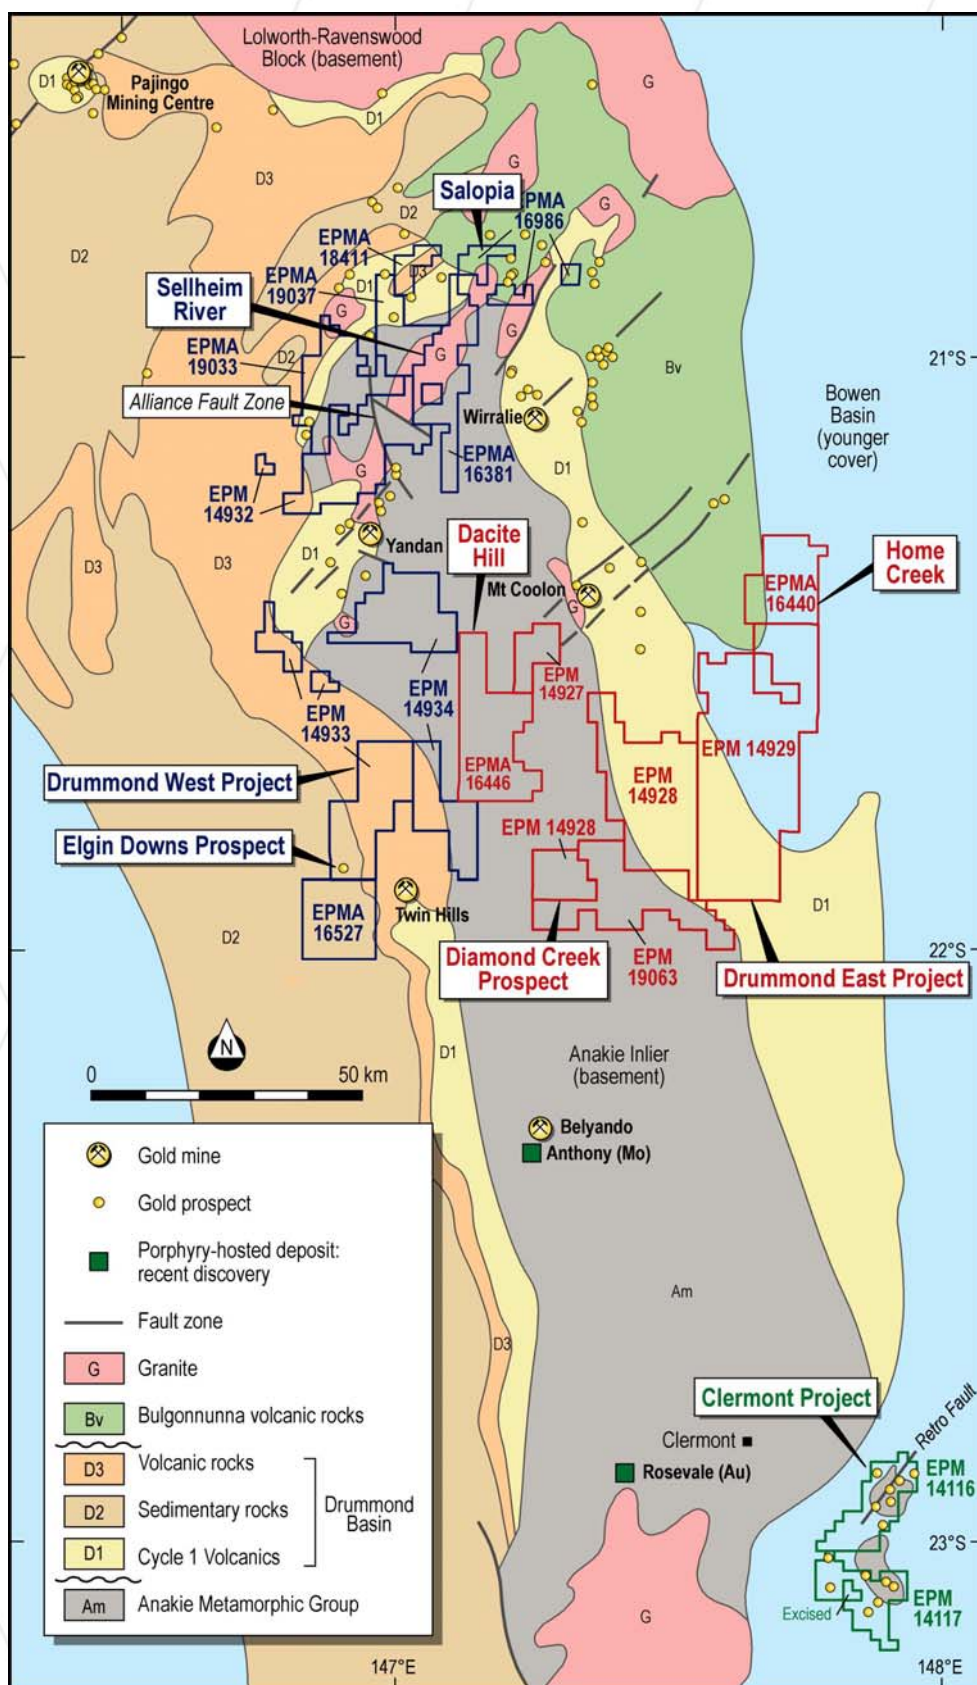 Lolworth-Ravenswood
Block (basement)
G
D1
Pajingo
Mining Centre
D1
D3
G
D2
Salopia
EPMA
16986
G
D2
EPMA
18411
D3
EPMA
19037
D1
Sellheim
River
G
G
G
EPMA
19033
D2
21°S
Bv
Alliance Fault Zone
Wirralie
Bowen
Basin
(younger
cover)
D1
EPMA
16381
G
EPM
14932
Yandan
Dacite
Hill
Home
Creek
D3
D3
D1
Mt Coolon
G
EPMA
16440
G
EPM
14927
EPM
14934
EPM
14933
EPM 14929
Drummond West Project
EPMA
16446
EPM
14928
EPM 14928
Elgin Downs Prospect
Twin Hills
EPMA
16527
D2
D1
22°S
Diamond Creek
Prospect
EPM
19063
Drummond East Project
N
D1
Anakie Inlier
(basement)
0
50 km
Belyando
Anthony (Mo)
Gold mine
Gold prospect
Porphyry-hosted deposit:
recent discovery
Fault zone
G
Granite
Bv
Bulgonnunna volcanic rocks
D3
Volcanic rocks
D2
Sedimentary rocks
Drummond
Basin
D1
Cycle 1 Volcanics
Am
Anakie Metamorphic Group
Am
D3
Clermont Project
Retro Fault
Clermont
Rosevale (Au)
EPM
14116
23°S
Excised
EPM
14117
G
147°E
148°E